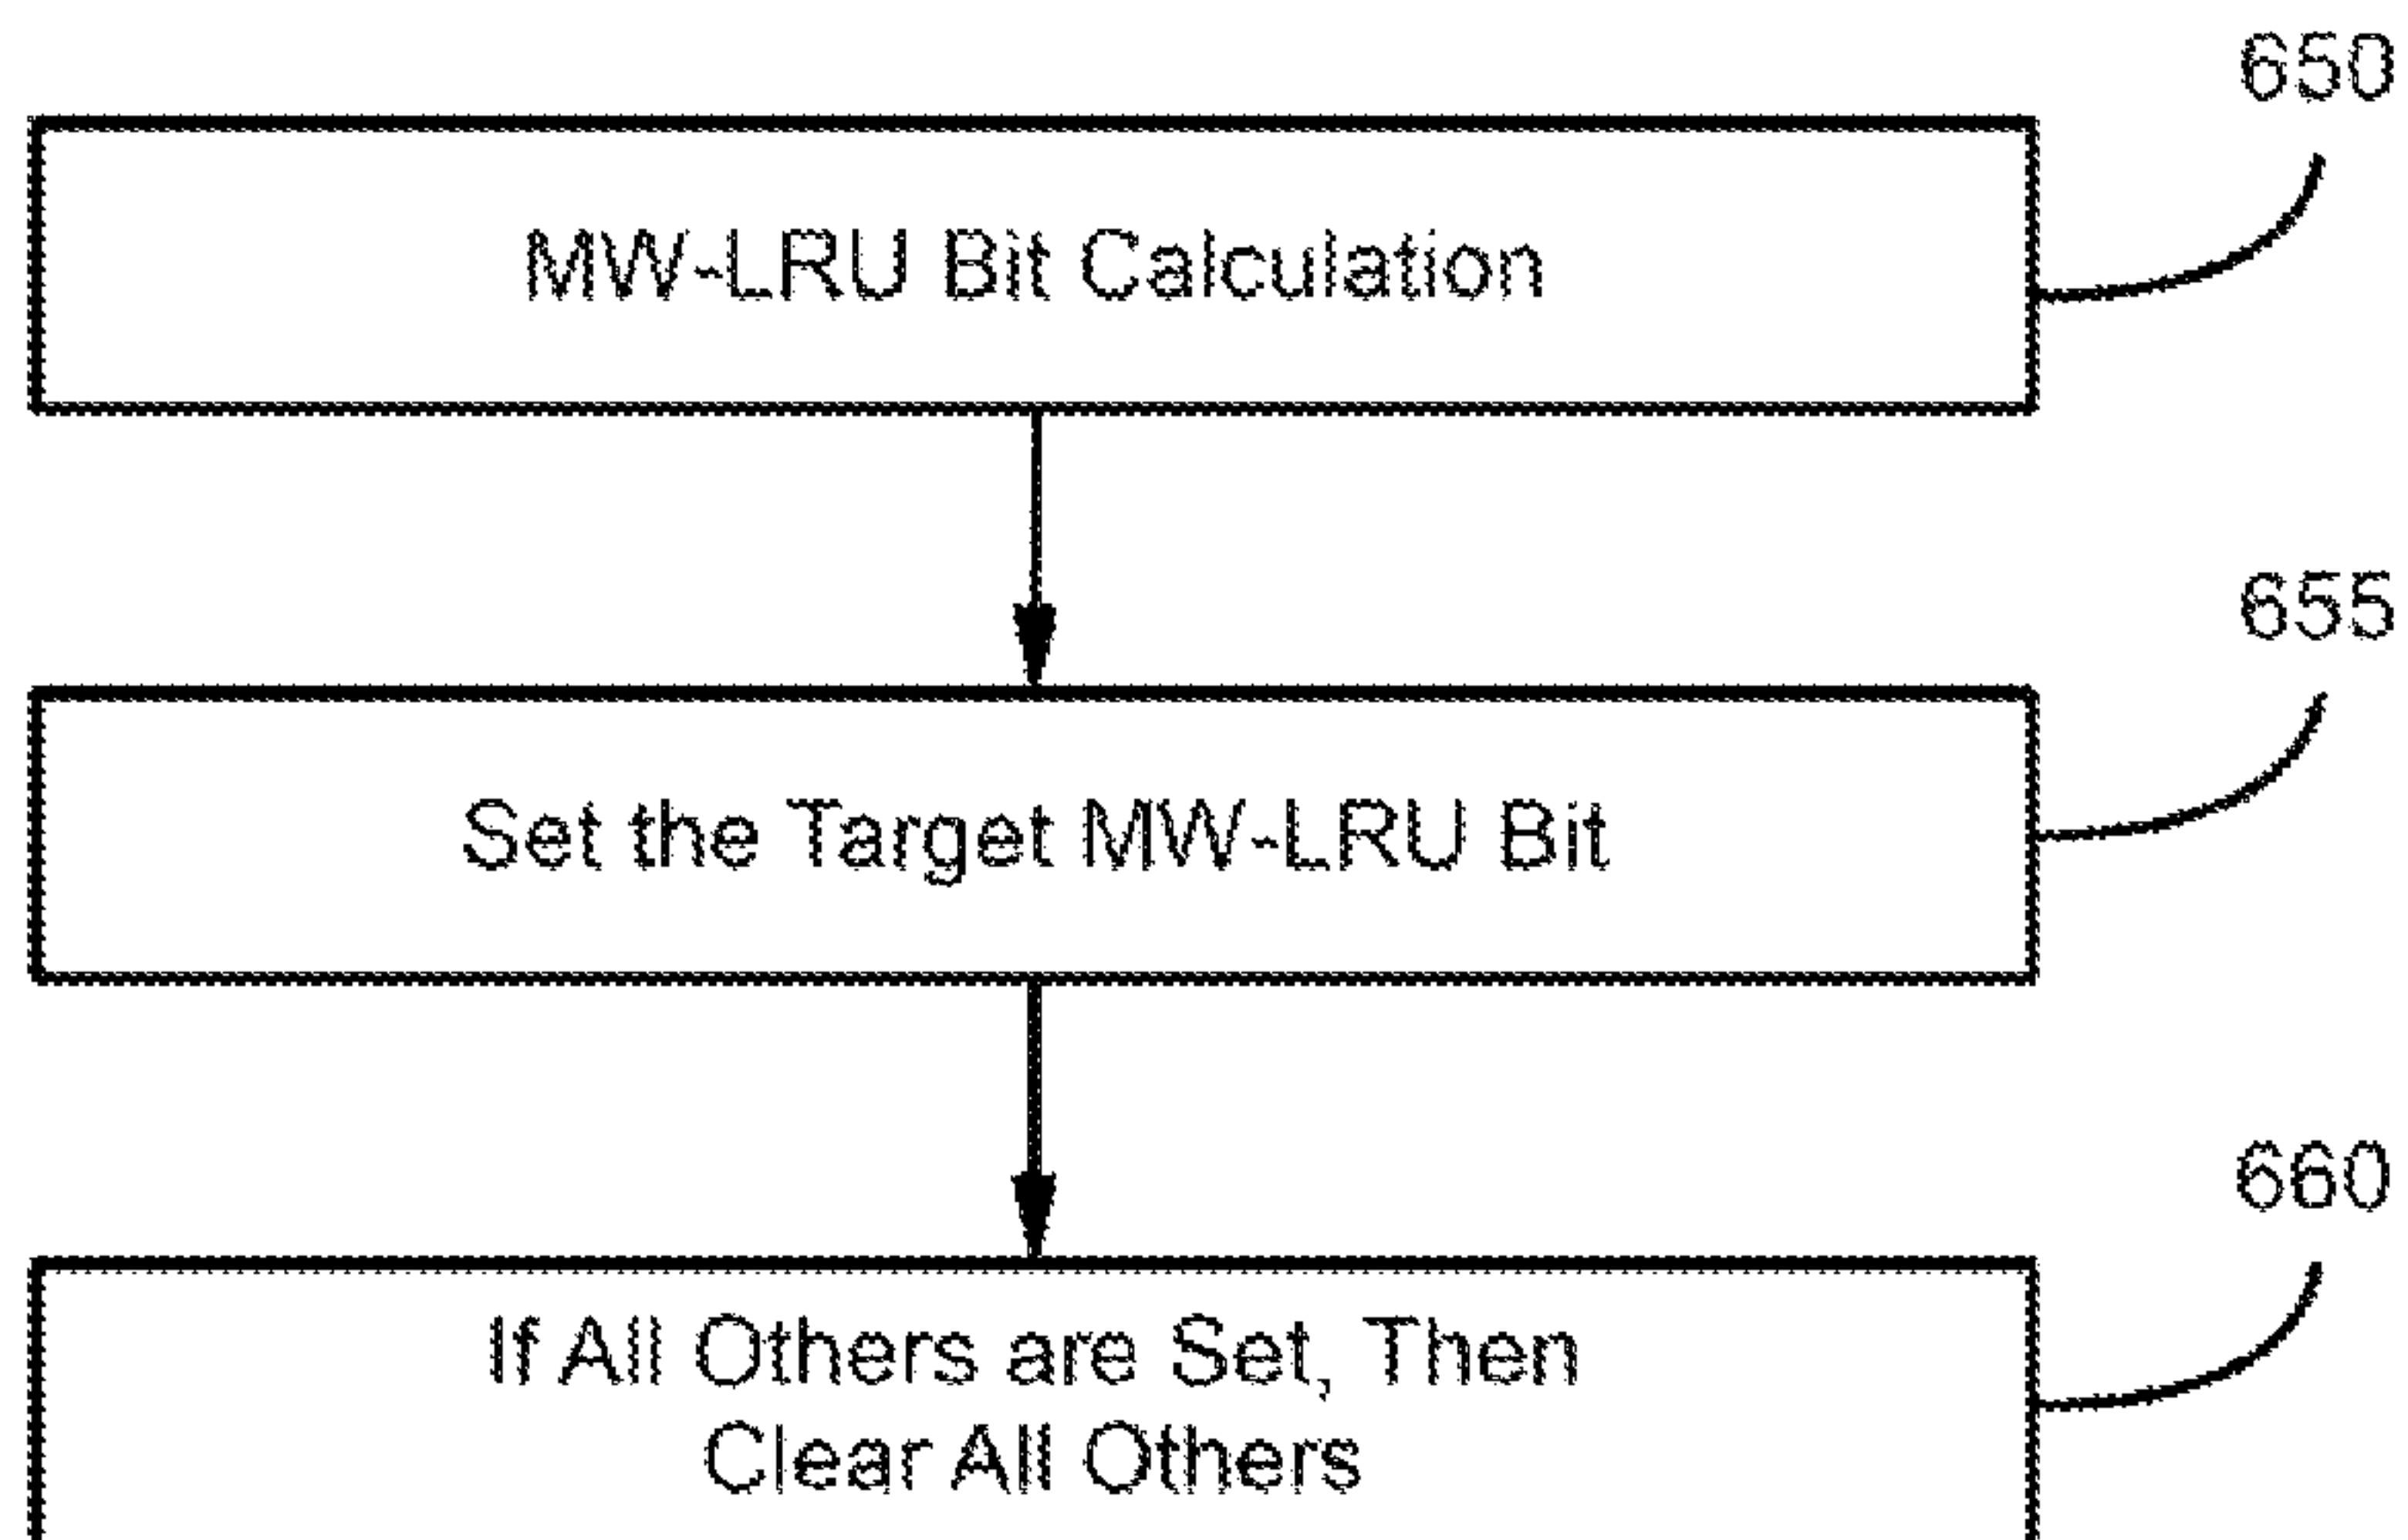 650
MW-LRU Bit Calculation
655
Set the Target MW-LRU Bit
660
If All Others are Set, Then
Clear All Others